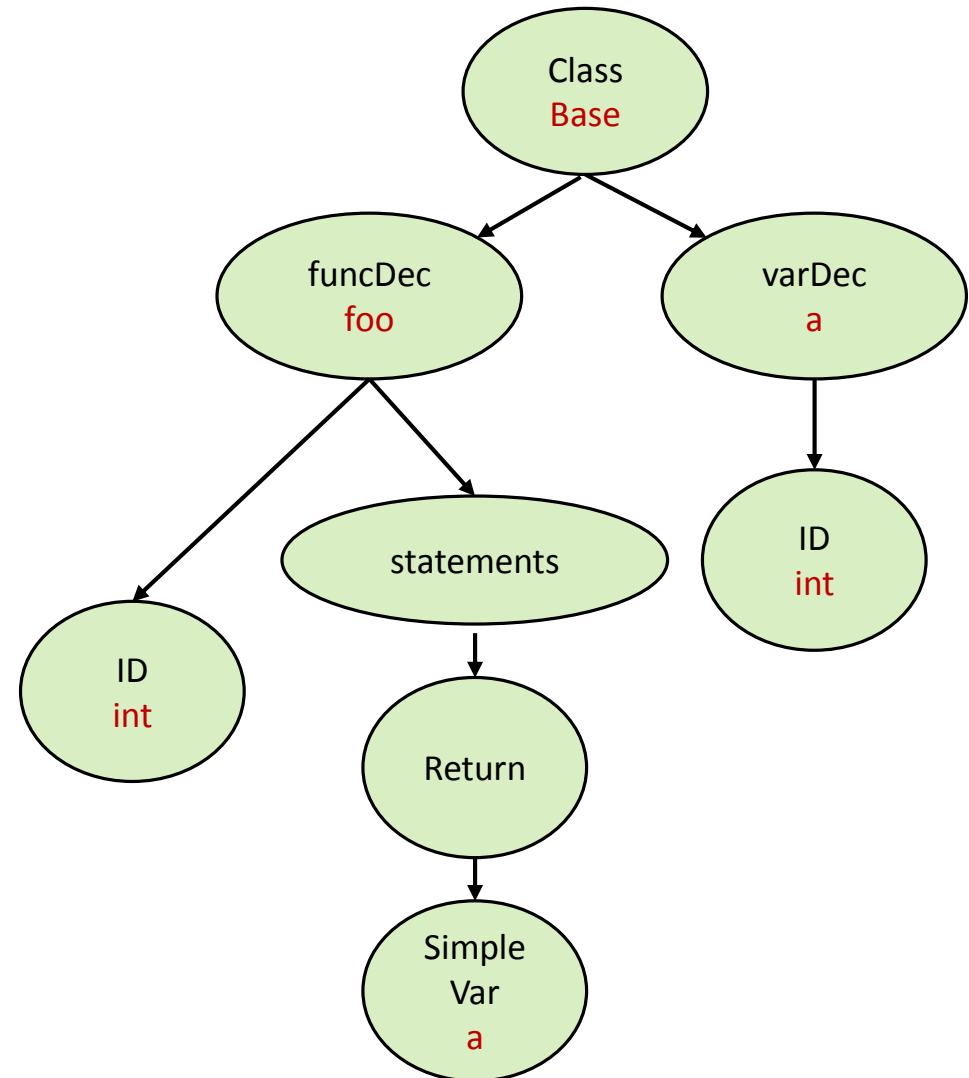 Class
Base
funcDec
foo
varDec
a
statements
ID
int
ID
int
Return
Simple
Var
a